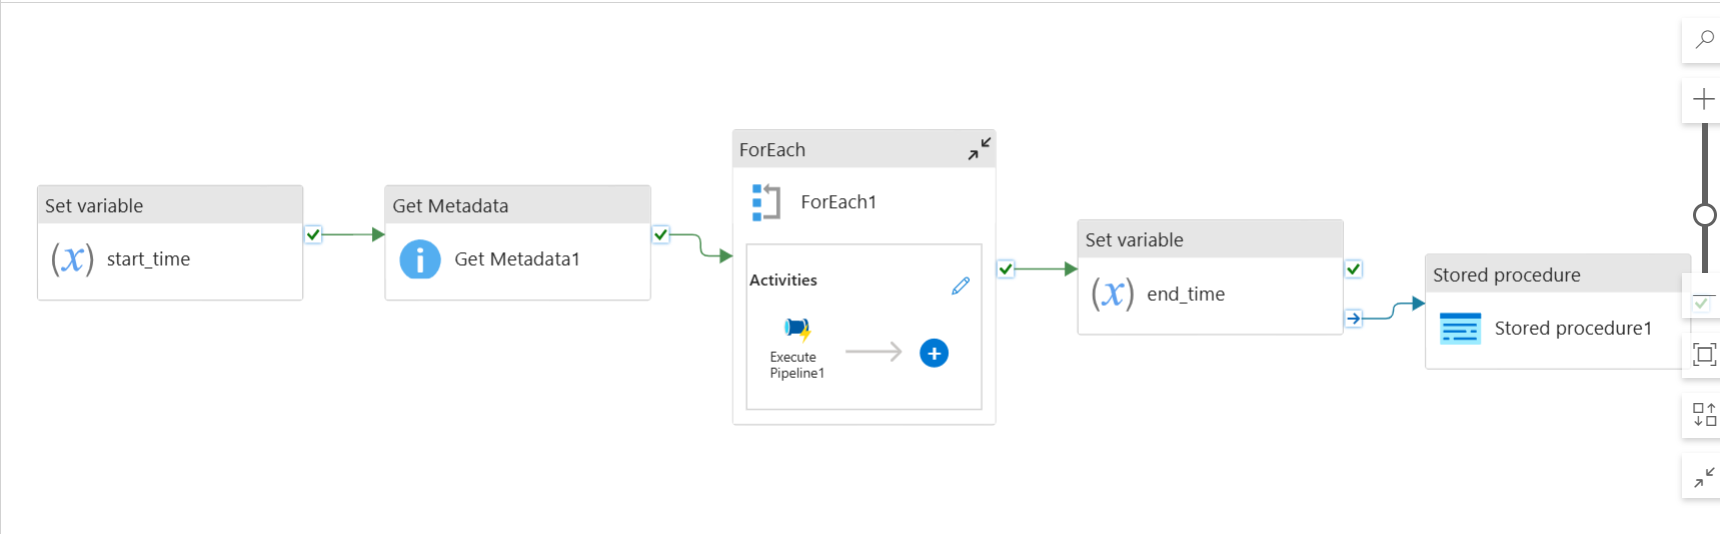 Set variable
(x) start_time
Get Metadata
i Get Metadata1
ForEach
ForEach1
Activities
Execute
Pipeline1
Set variable
(x) end_time
Stored procedure
Stored procedure1